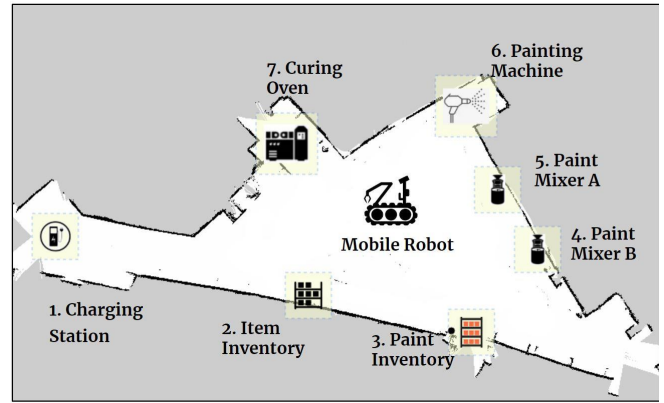 6. Painting
Machine
7. Curing
Oven
5. Paint
Mixer A
Mobile Robot
4. Paint
Mixer B
1. Charging
Station
2. Item
Inventory
3. Paint
Inventory